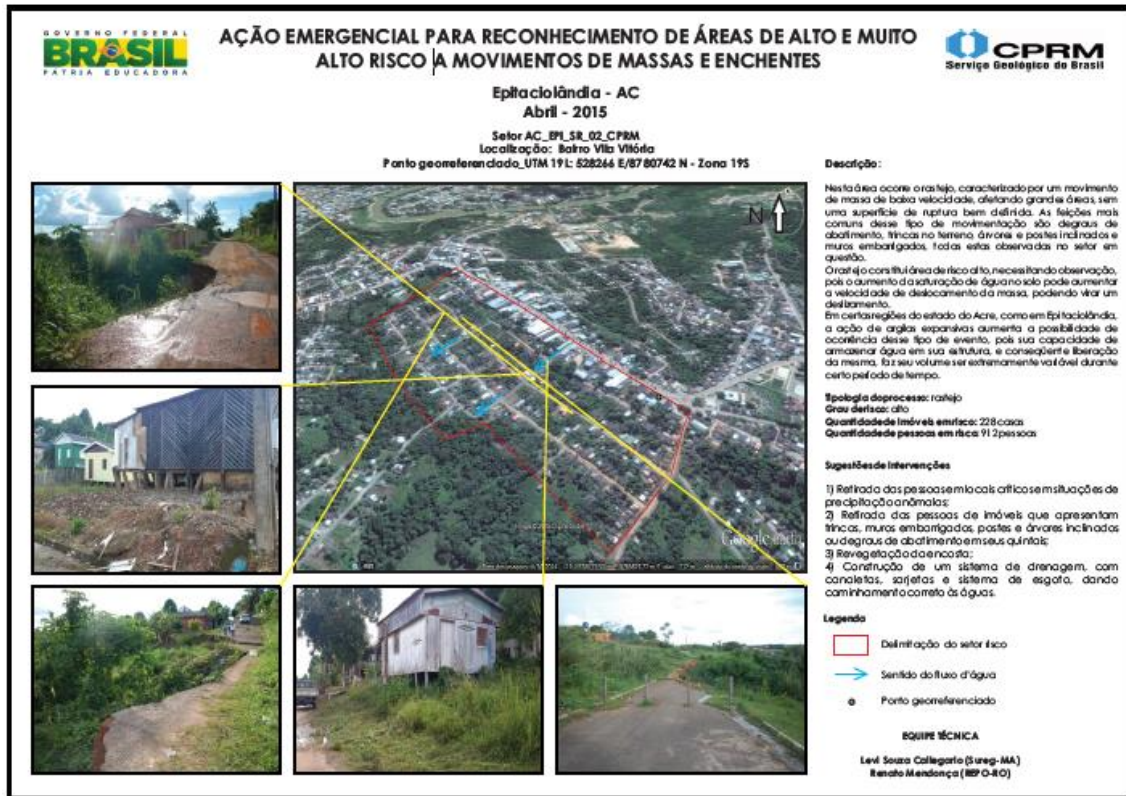 GOVERNO FEDERAL
BRASIL
PÁTRIA EDUCADORA
AÇÃO EMERGENCIAL PARA RECONHECIMENTO DE ÁREAS DE ALTO E MUITO
ALTO RISCO A MOVIMENTOS DE MASSAS E ENCHENTES
CPRM
Serviço Geológico do Brasil
Epitaciolândia - AC
Abril - 2015
Setor AC_EPI_SR_02_CPRM
Localização: Bairro Vila Vitória
Ponto georreferenciado_UTM 19 L: 528266 E/8780742 N - Zona 19S
N
Google earth
Descrição:
Nesta área ocorre o rastejo, caracterizado por um movimento
de massa de baixa velocidade, afetando grandes áreas, sem
uma superfície de ruptura bem definida. As feições mais
comuns desse tipo de movimentação são degraus de
abatimento, trincas no terreno, árvores e postes inclinados e
muros embarrigados, todas estas observadas no setor em
questão.
O rastejo constitui área de risco alto, necessitando observação,
pois o aumento da saturação de água no solo pode aumentar
a velocidade de deslocamento da massa, podendo virar um
deslizamento.
Em certas regiões do estado do Acre, como em Epitaciolândia,
a ação de argilas expansivas aumenta a possibilidade de
ocorrência desse tipo de evento, pois sua capacidade de
armazenar água em sua estrutura, e conseqüente liberação
da mesma, faz seu volume ser extremamente variável durante
certo período de tempo.
Tipologia do processo: rastejo
Grau de risco: alto
Quantidade de imóveis em risco: 228 casas
Quantidade de pessoas em risco: 912 pessoas
Sugestões de Intervenções
1) Retirada das pessoas em locais críticos em situações de
precipitação anômalas;
2) Retirada das pessoas de imóveis que apresentam
trincas, muros embarrigados, postes e árvores inclinados
ou degraus de abatimento em seus quintais;
3) Revegetação da encosta;
4) Construção de um sistema de drenagem, com
canaletas, sarjetas e sistema de esgoto, dando
caminhamento correto às águas.
Legenda
Delimitação do setor risco
Sentido do fluxo d'água
Ponto georreferenciado
EQUIPE TÉCNICA
Levi Souza Callegario (Sureg-MA)
Renato Mendonça (REPO-RO)